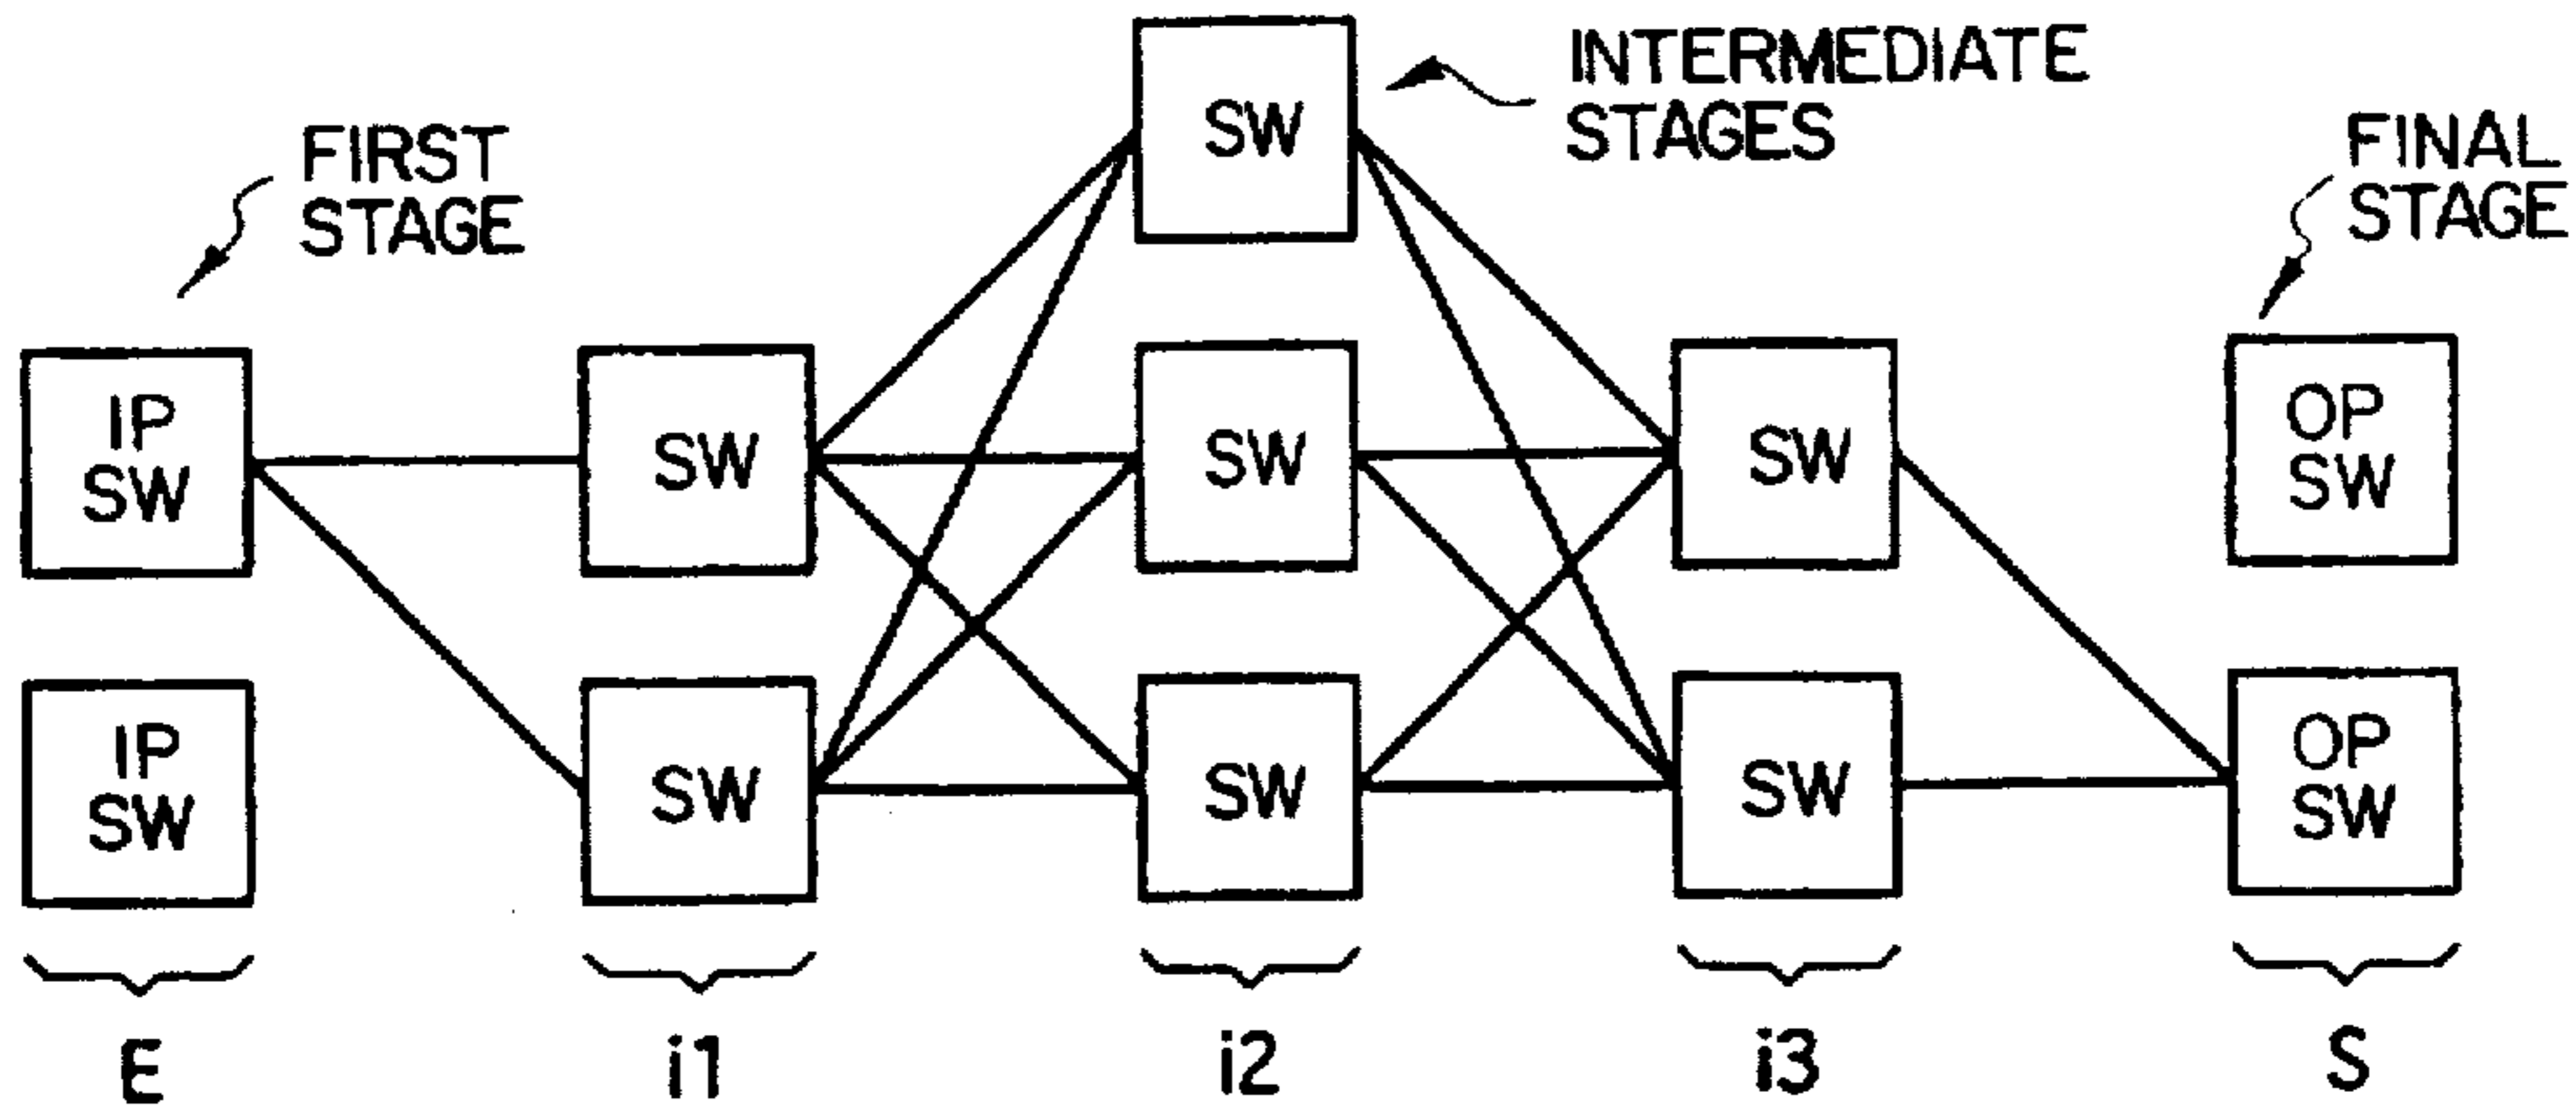 INTERMEDIATE
STAGES
FIRST
STAGE
FINAL
STAGE
SW
IP
SW
SW
SW
SW
OP
SW
IP
SW
SW
SW
SW
OP
SW
E
i1
i2
i3
S